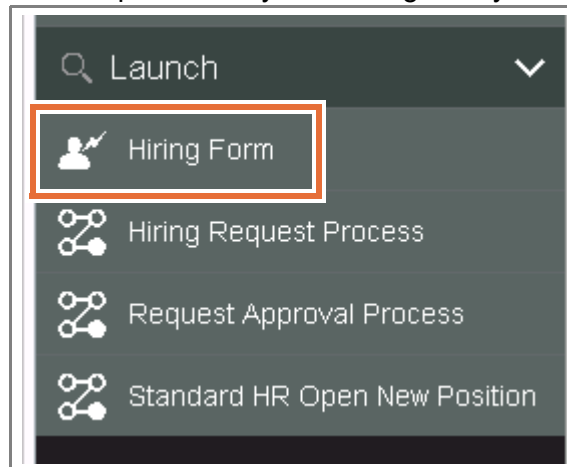 Launch
Hiring Form
Hiring Request Process
Request Approval Process
Standard HR Open New Position